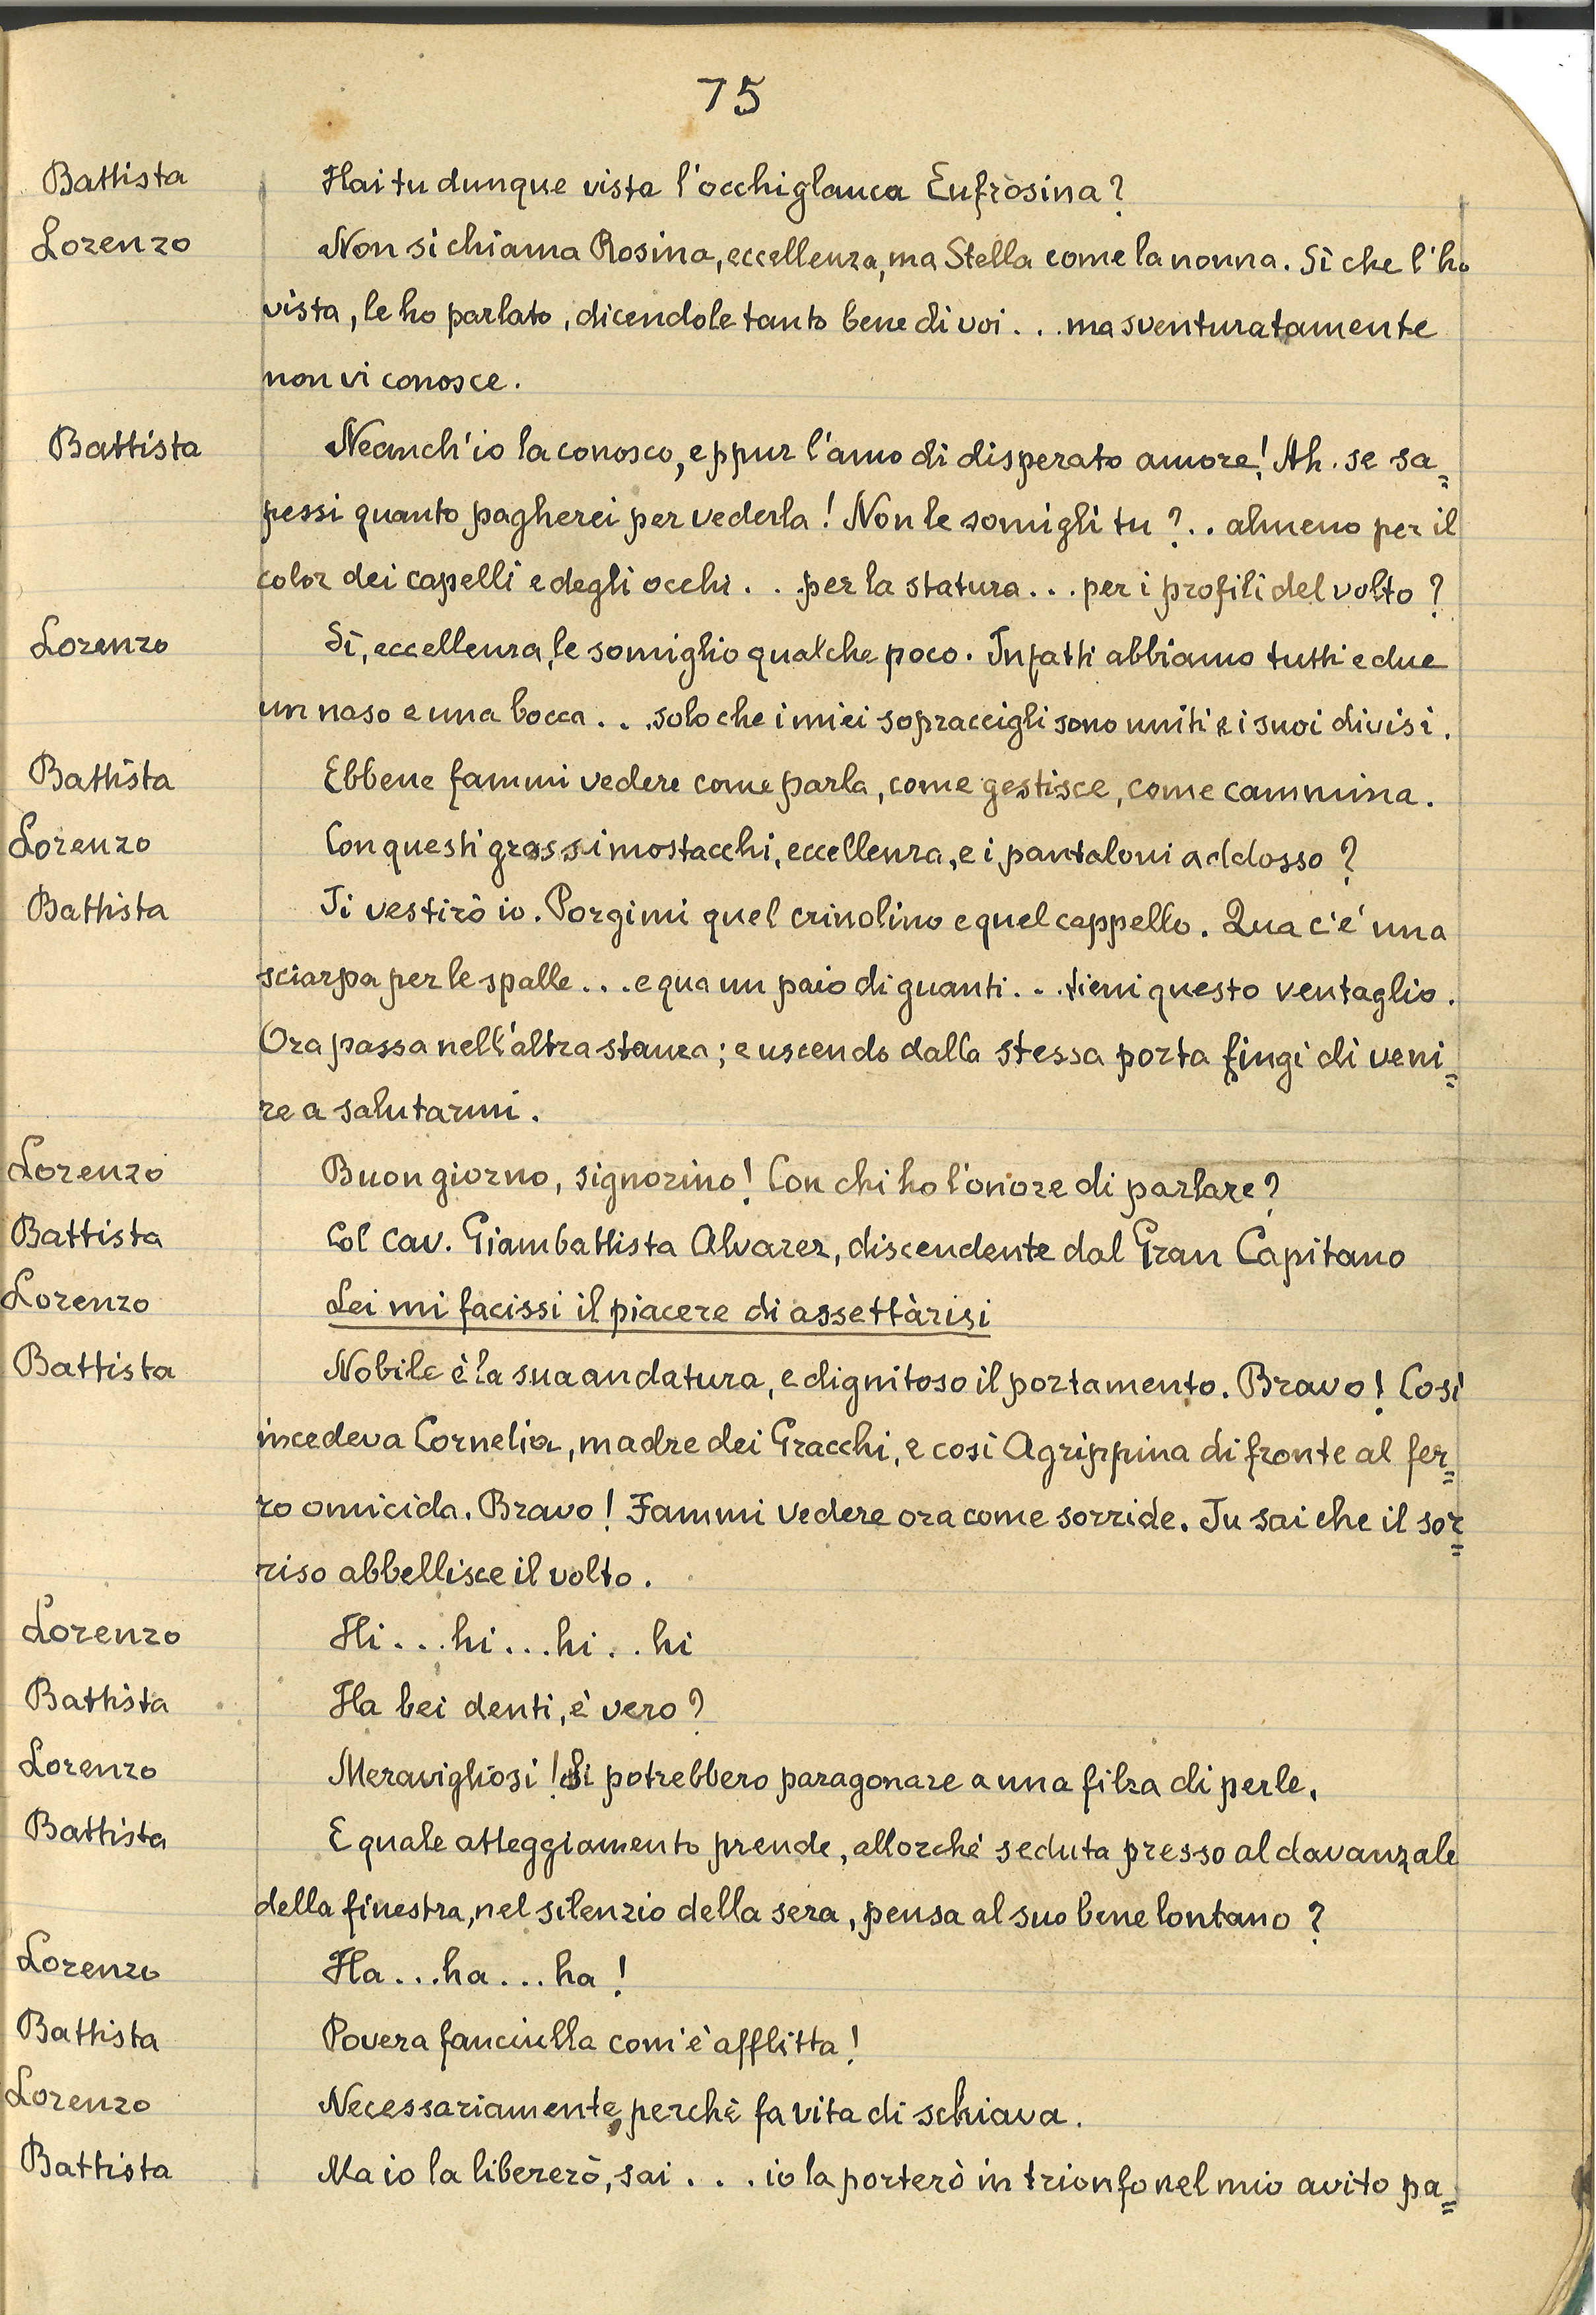 75
Battista Hai tu dunque vista l'occhiglauca Eufròsina?
Lorenzo Non si chiama Rosina, eccellenza, ma Stella come la nonna. Sì che l'ho
vista, le ho parlato, dicendole tanto bene di voi... ma sventuratamente
non vi conosce.
Battista Neanch'io la conosco, eppur l'amo di disperato amore! Ah. se sa=
pessi quanto pagherei per vederla! Non le somigli tu?.. almeno per il
color dei capelli e degli occhi... per la statura... per i profili del volto?
Lorenzo Sì, eccellenza, le somiglio qualche poco. Infatti abbiamo tutti e due
un naso e una bocca... solo che i miei sopraccigli sono uniti e i suoi divisi.
Battista Ebbene fammi vedere come parla, come gestisce, come cammina.
Lorenzo Con questi grossi mostacchi, eccellenza, e i pantaloni addosso?
Battista Ti vestirò io. Porgimi quel crinolino e quel cappello. Qua c'è una
sciarpa per le spalle... e qua un paio di guanti... tieni questo ventaglio.
Ora passa nell'altra stanza; e uscendo dalla stessa porta fingi di veni=
re a salutarmi.
Lorenzo Buon giorno, signorino! Con chi ho l'onore di parlare?
Battista Col Cav. Giambattista Alvarez, discendente dal Gran Capitano
Lorenzo Lei mi facissi il piacere di assettàrisi
Battista Nobile è la sua andatura, e dignitoso il portamento. Bravo! Così
incedeva Cornelia, madre dei Gracchi, e così Agrippina di fronte al fer=
ro omicida. Bravo! Fammi vedere ora come sorride. Tu sai che il sor=
riso abbellisce il volto.
Lorenzo Hi...hi...hi..hi
Battista Ha bei denti, è vero?
Lorenzo Meravigliosi! Si potrebbero paragonare a una filza di perle.
Battista E quale atteggiamento prende, allorchè seduta presso al davanzale
della finestra, nel silenzio della sera, pensa al suo bene lontano?
Lorenzo Ha...ha...ha!
Battista Povera fanciulla com'è afflitta!
Lorenzo Necessariamente, perchè fa vita di schiava.
Battista Ma io la libererò, sai... io la porterò in trionfo nel mio avito pa=